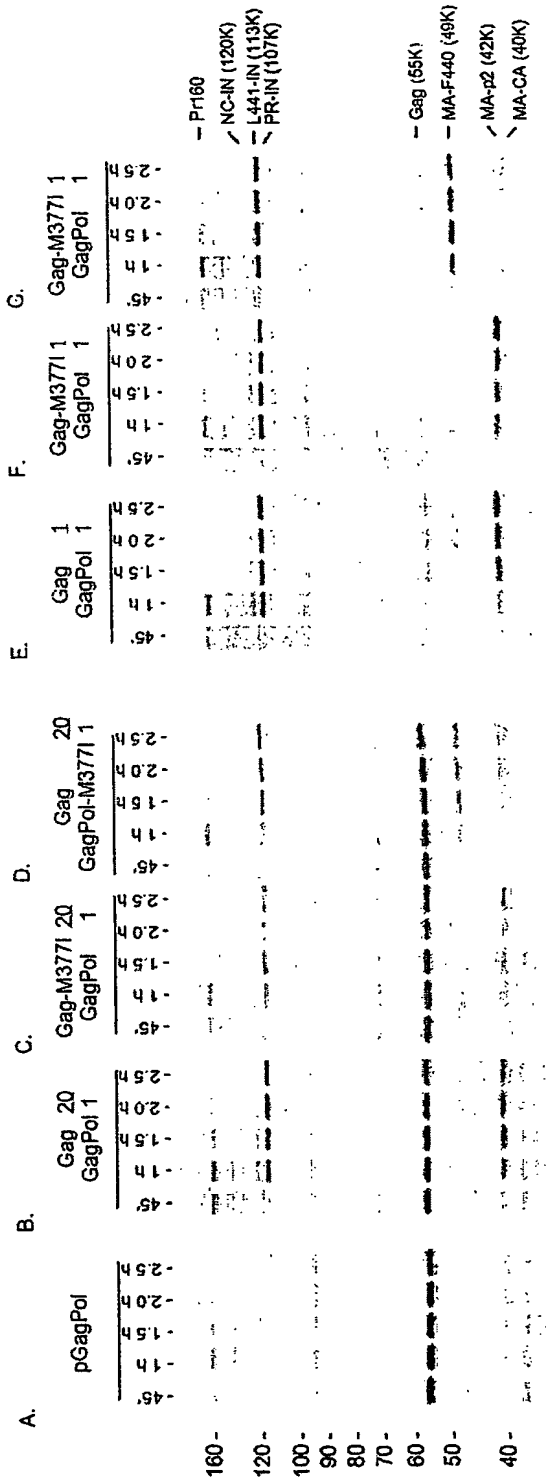 A.
pGagPol
45' -
1 h -
1.5 h -
2.0 h -
2.5 h -
B.
Gag 20
GagPol 1
45' -
1 h -
1.5 h -
2.0 h -
2.5 h -
C.
Gag-M377I 20
GagPol 1
45' -
1 h -
1.5 h -
2.0 h -
2.5 h -
D.
Gag 20
GagPol-M377I 1
45' -
1 h -
1.5 h -
2.0 h -
2.5 h -
E.
Gag 1
GagPol 1
45' -
1 h -
1.5 h -
2.0 h -
2.5 h -
F.
Gag-M377I 1
GagPol 1
45' -
1 h -
1.5 h -
2.0 h -
2.5 h -
G.
Gag-M377I 1
GagPol 1
45' -
1 h -
1.5 h -
2.0 h -
2.5 h -
160 -
120 -
100 -
90 -
80 -
70 -
60 -
50 -
40 -
Pr160
NC-IN (120K)
L441-IN (113K)
PR-IN (107K)
Gag (55K)
MA-F440 (49K)
MA-p2 (42K)
MA-CA (40K)